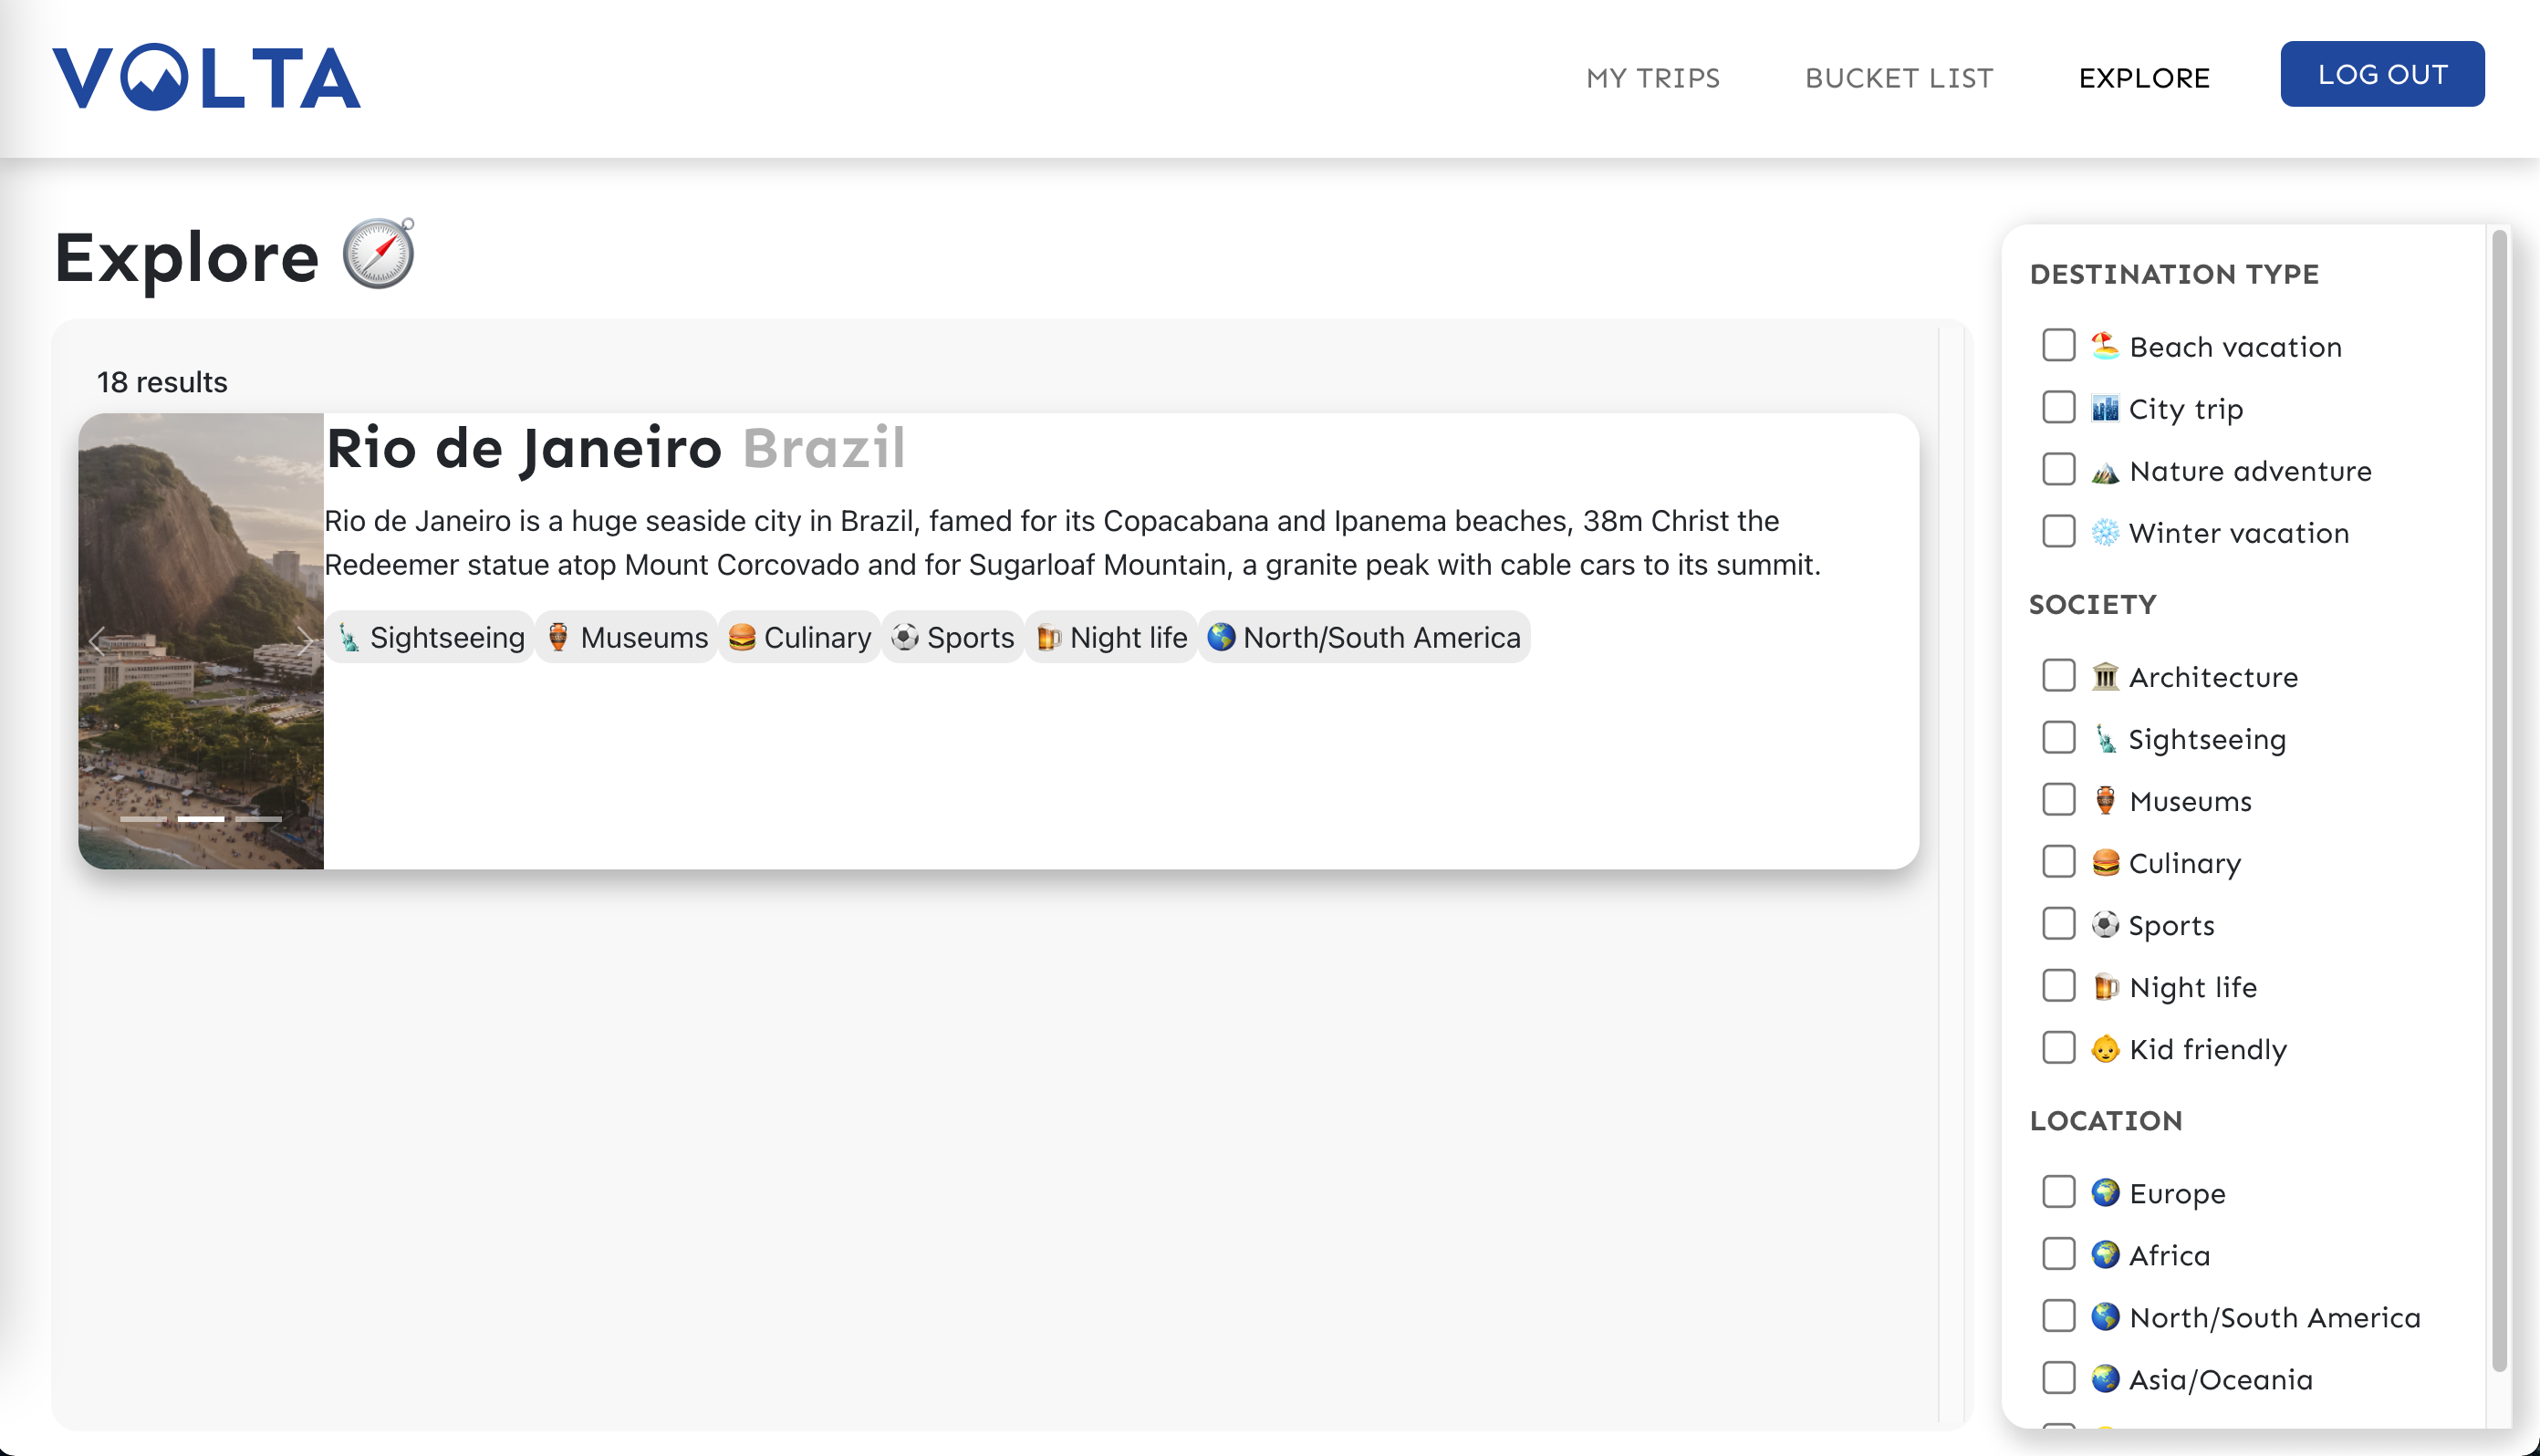 VOLTA
MY TRIPS
BUCKET LIST
EXPLORE
LOG OUT
Explore
18 results
Rio de Janeiro Brazil
Rio de Janeiro is a huge seaside city in Brazil, famed for its Copacabana and Ipanema beaches, 38m Christ the
Redeemer statue atop Mount Corcovado and for Sugarloaf Mountain, a granite peak with cable cars to its summit.
Sightseeing Museums Culinary Sports Night life North/South America
DESTINATION TYPE
Beach vacation
City trip
Nature adventure
Winter vacation
SOCIETY
Architecture
Sightseeing
Museums
Culinary
Sports
Night life
Kid friendly
LOCATION
Europe
Africa
North/South America
Asia/Oceania